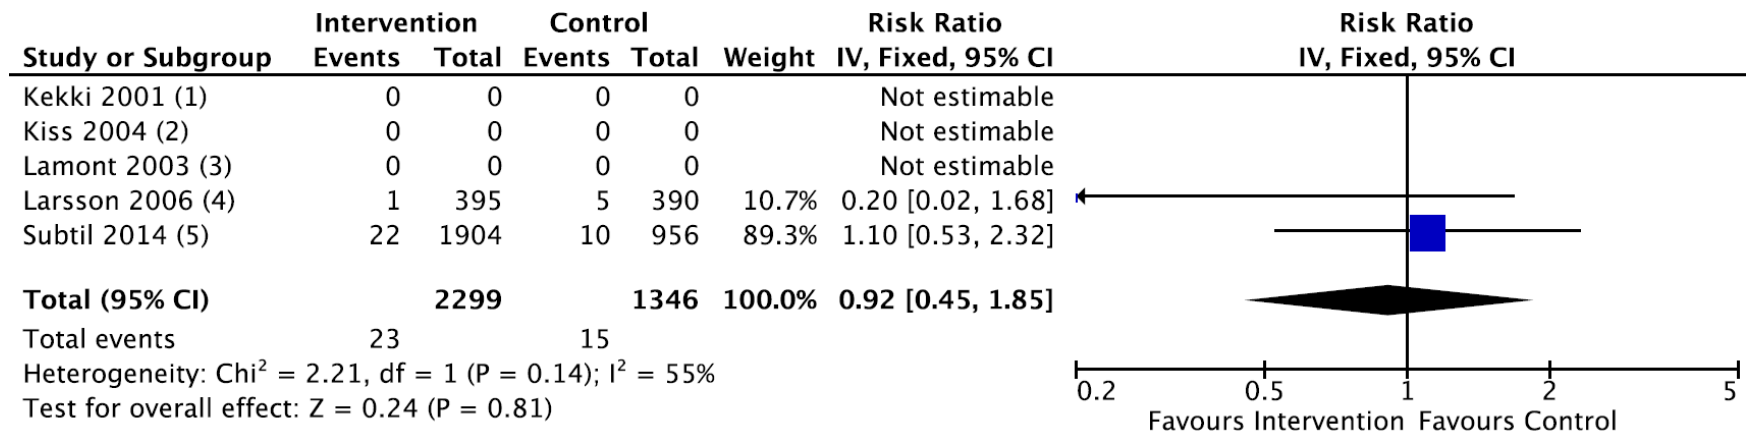 Intervention Control Risk Ratio Risk Ratio
Study or Subgroup Events Total Events Total Weight IV, Fixed, 95% CI IV, Fixed, 95% CI
Kekki 2001 (1) 0 0 0 0 Not estimable
Kiss 2004 (2) 0 0 0 0 Not estimable
Lamont 2003 (3) 0 0 0 0 Not estimable
Larsson 2006 (4) 1 395 5 390 10.7% 0.20 [0.02, 1.68]
Subtil 2014 (5) 22 1904 10 956 89.3% 1.10 [0.53, 2.32]
Total (95% CI) 2299 1346 100.0% 0.92 [0.45, 1.85]
Total events 23 15
Heterogeneity: Chi² = 2.21, df = 1 (P = 0.14); I² = 55%
Test for overall effect: Z = 0.24 (P = 0.81)
0.2 0.5 1 2 5
Favours Intervention Favours Control